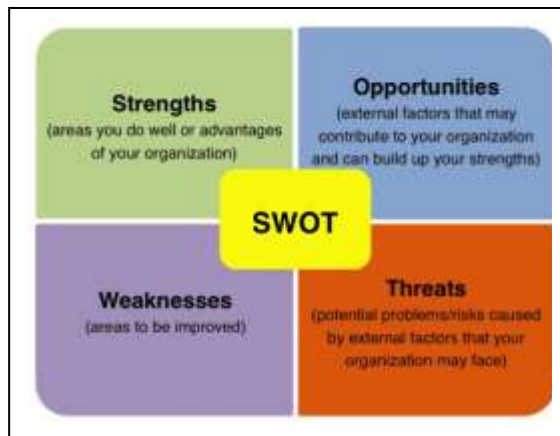 Strengths
(areas you do well or advantages
of your organization)
Opportunities
(external factors that may
contribute to your organization
and can build up your strengths)
SWOT
Weaknesses
(areas to be improved)
Threats
(potential problems/risks caused
by external factors that your
organization may face)